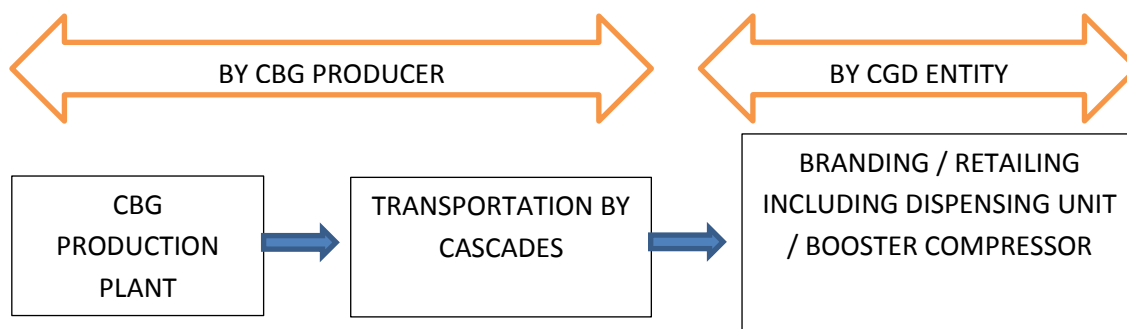 BY CBG PRODUCER
BY CGD ENTITY
CBG
PRODUCTION
PLANT
TRANSPORTATION BY
CASCADES
BRANDING / RETAILING
INCLUDING DISPENSING UNIT
/ BOOSTER COMPRESSOR